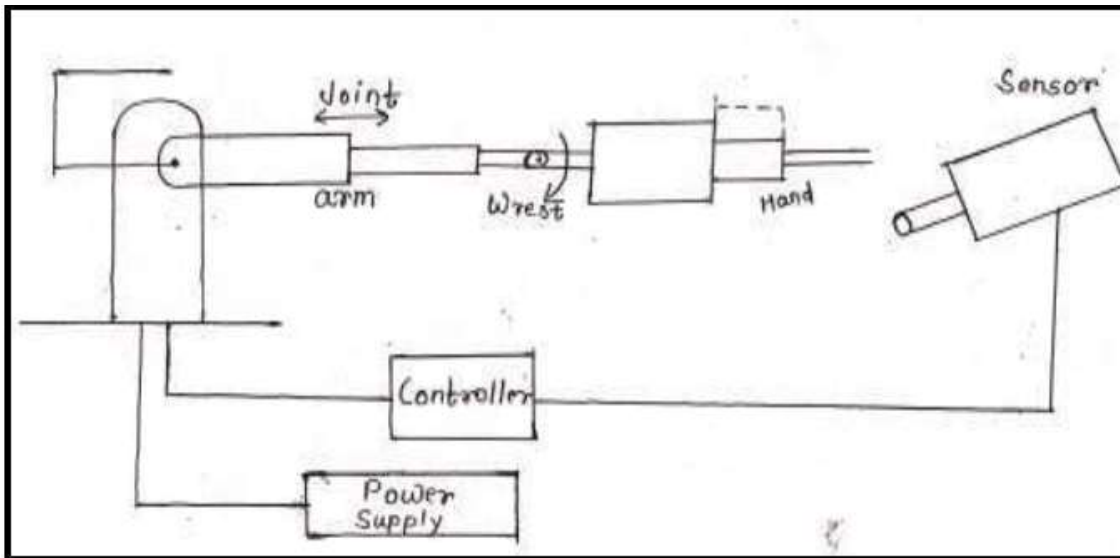 Sensor
Joint
arm
Wrest
Hand
Controller
Power
Supply